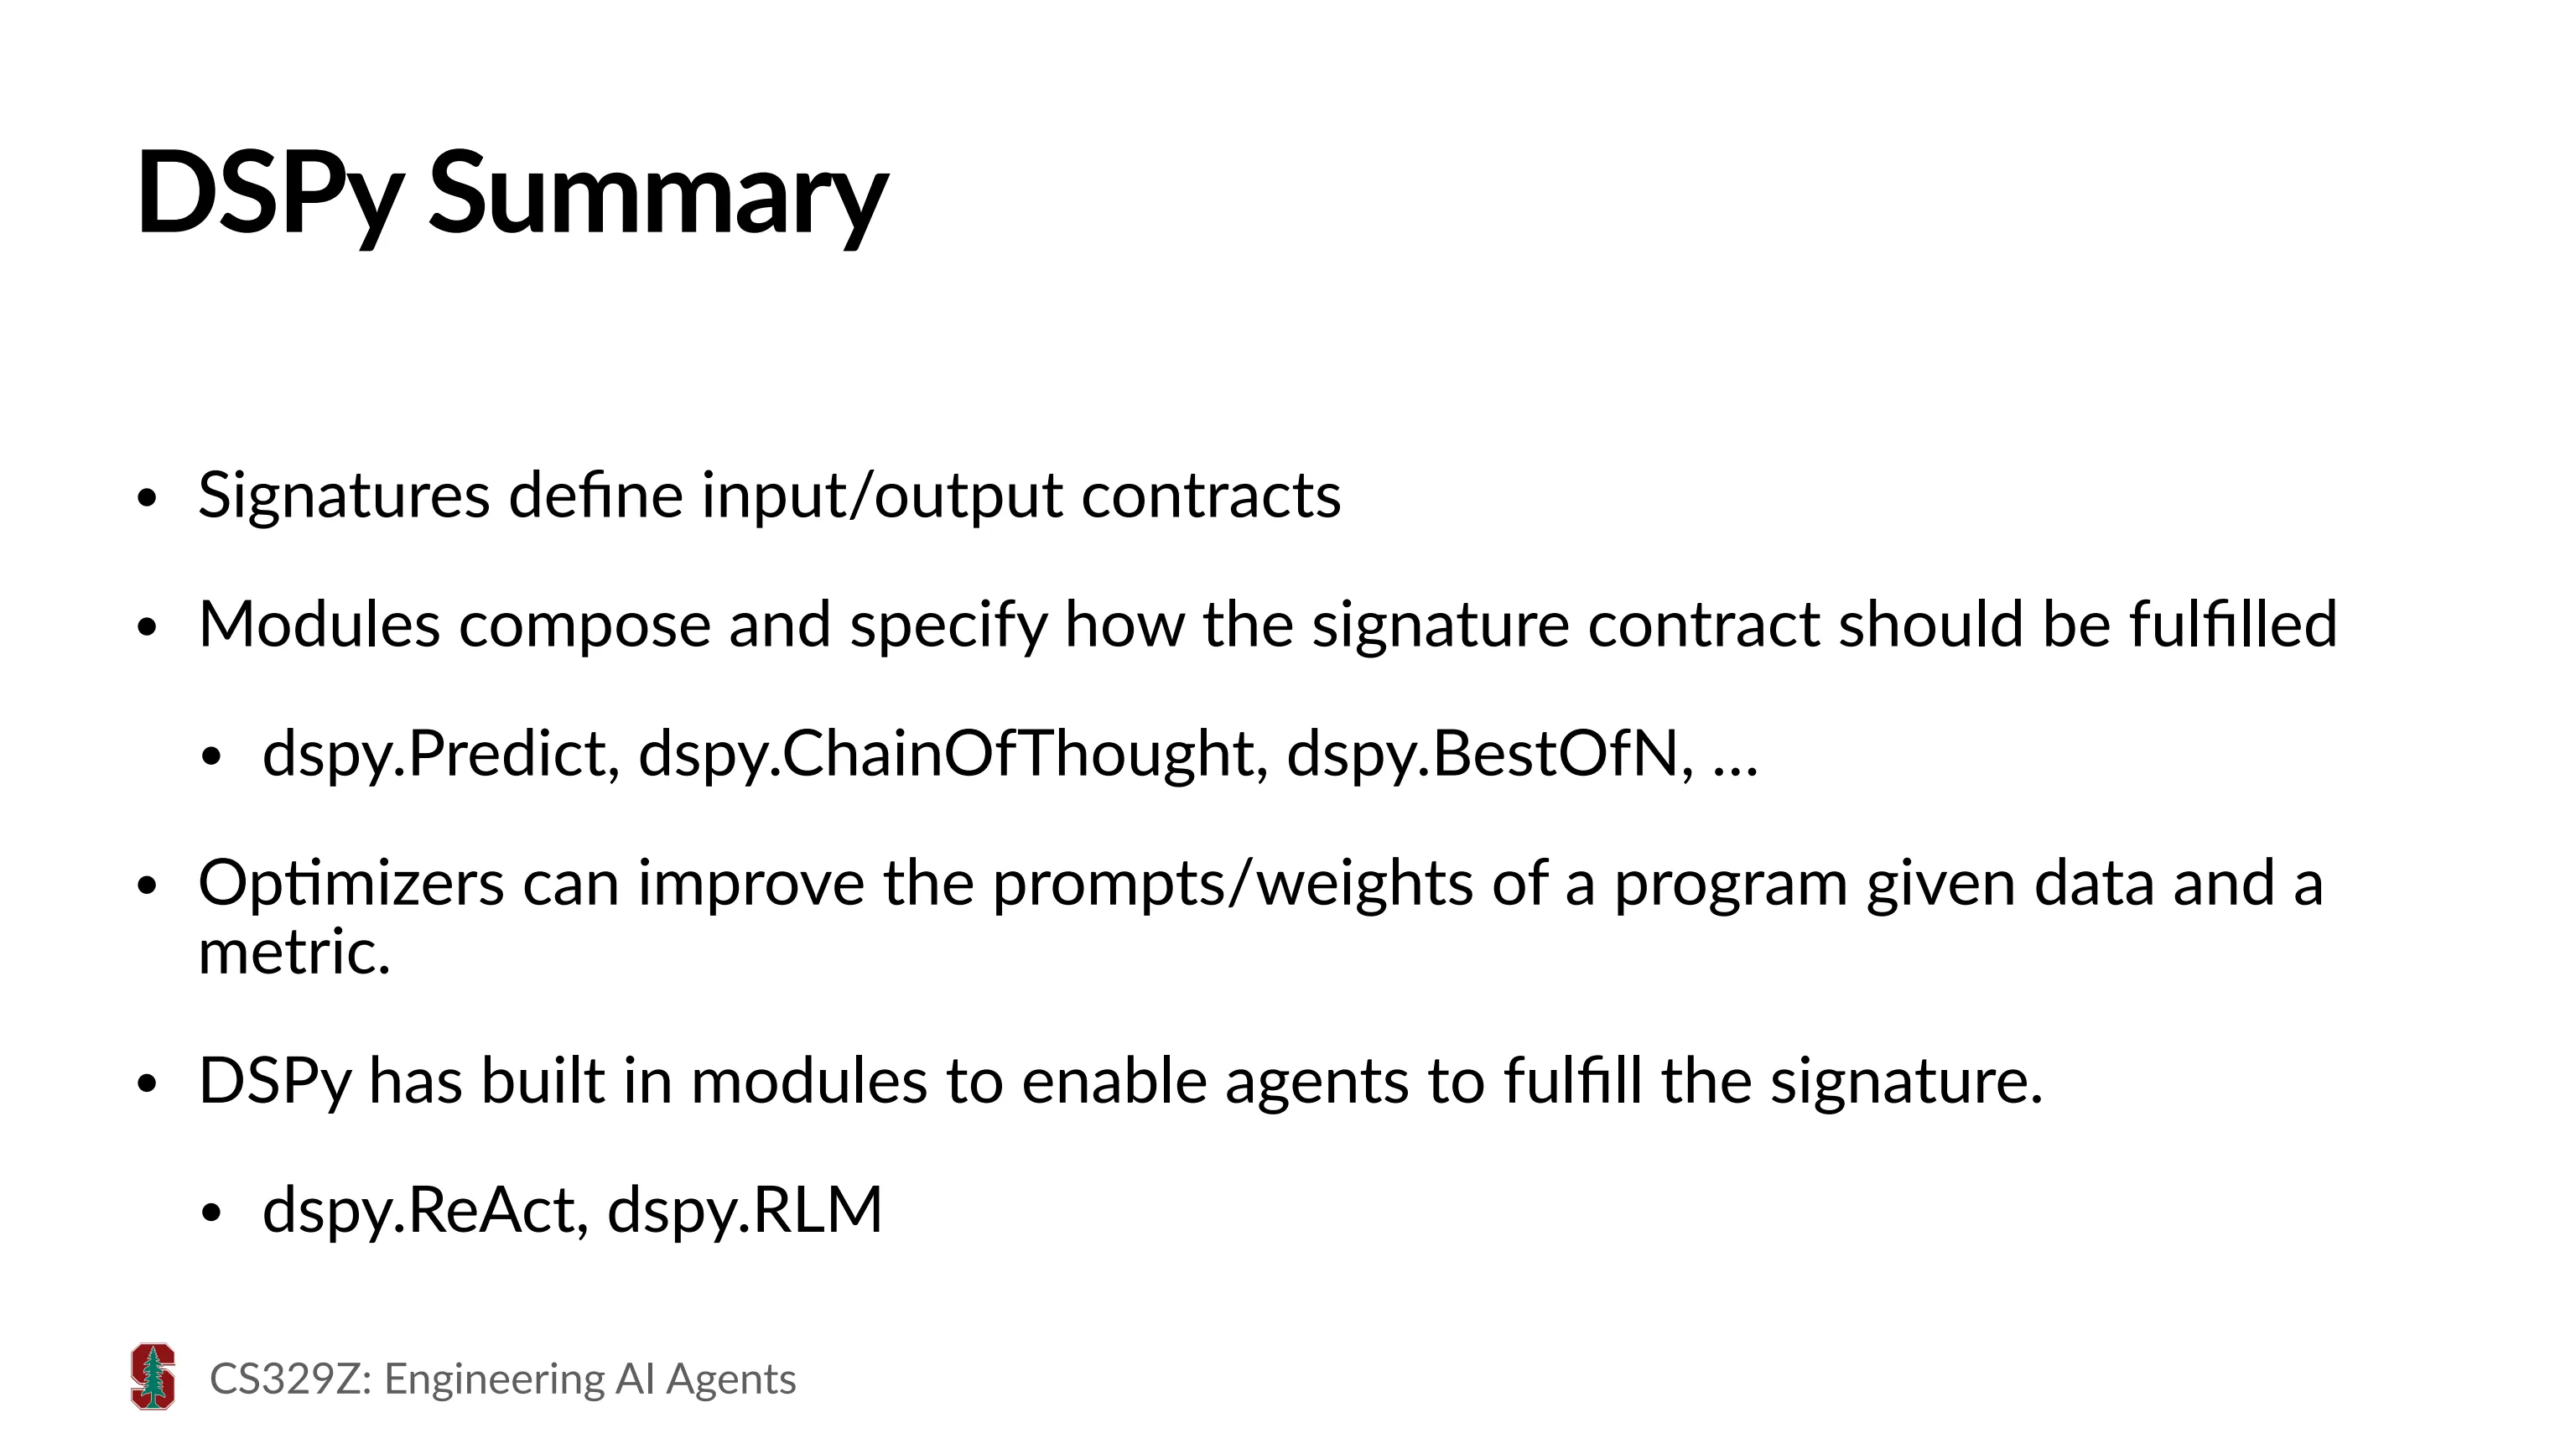 DSPy Summary
• Signatures define input/output contracts
• Modules compose and specify how the signature contract should be fulfilled
• dspy.Predict, dspy.ChainOfThought, dspy.BestOfN, ...
• Optimizers can improve the prompts/weights of a program given data and a
metric.
• DSPy has built in modules to enable agents to fulfill the signature.
• dspy.ReAct, dspy.RLM
CS329Z: Engineering AI Agents